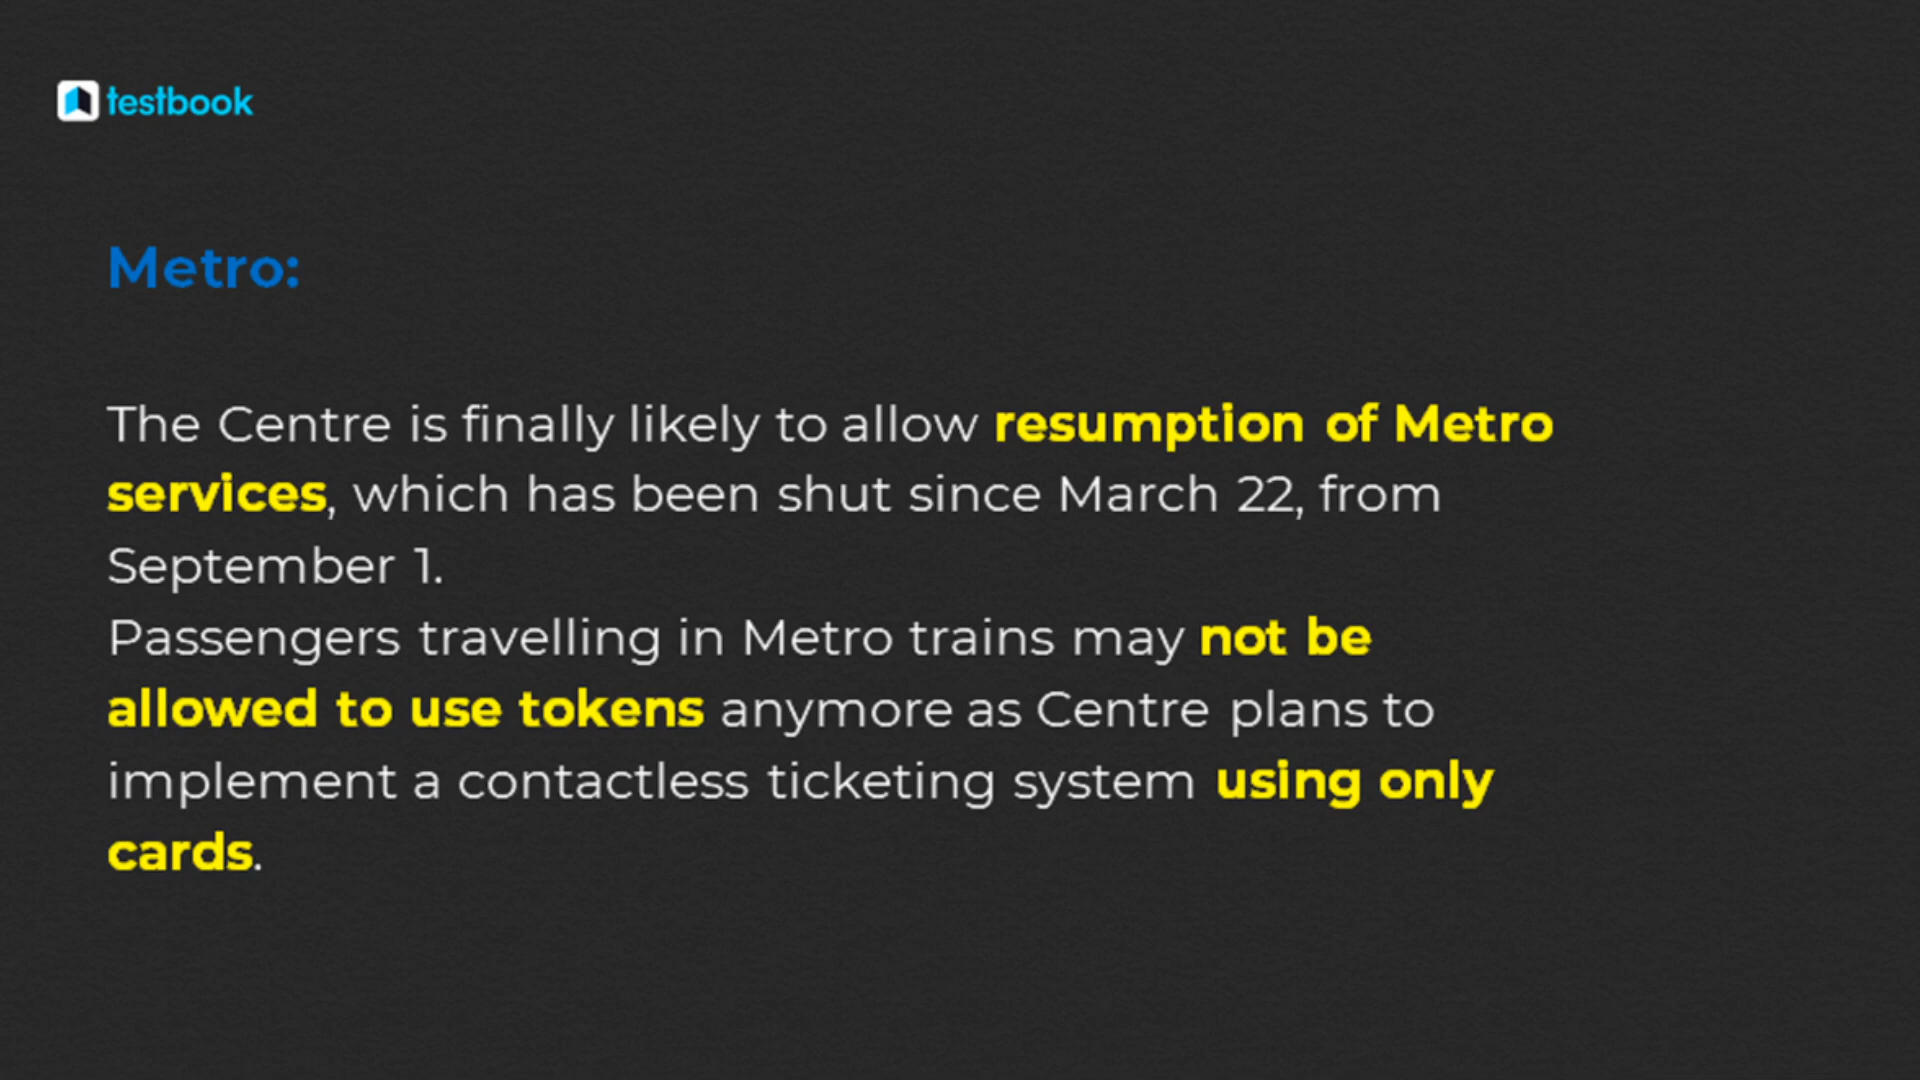 testbook
Metro:
The Centre is finally likely to allow resumption of Metro
services, which has been shut since March 22, from
September 1.
Passengers travelling in Metro trains may not be
allowed to use tokens anymore as Centre plans to
implement a contactless ticketing system using only
cards.